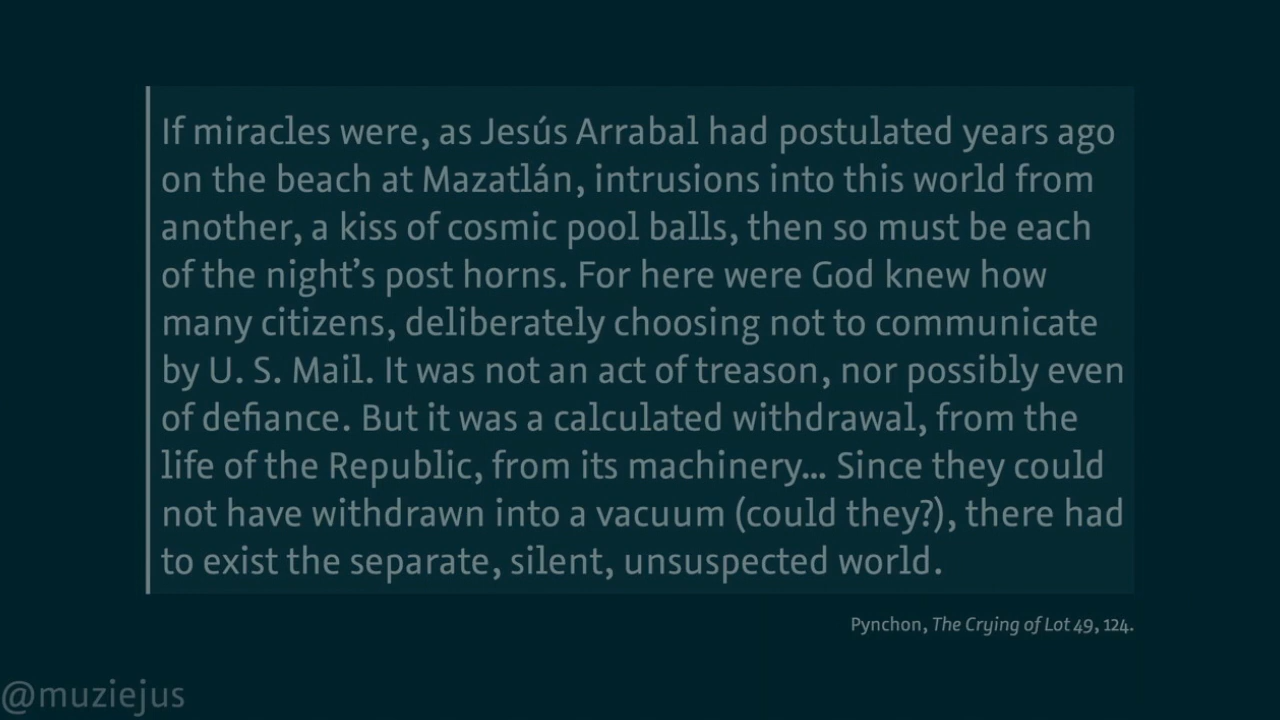 If miracles were, as Jesús Arrabal had postulated years ago
on the beach at Mazatlán, intrusions into this world from
another, a kiss of cosmic pool balls, then so must be each
of the night’s post horns. For here were God knew how
many citizens, deliberately choosing not to communicate
by U. S. Mail. It was not an act of treason, nor possibly even
of defiance. But it was a calculated withdrawal, from the
life of the Republic, from its machinery... Since they could
not have withdrawn into a vacuum (could they?), there had
to exist the separate, silent, unsuspected world.
Pynchon, The Crying of Lot 49, 124.
@muziejus